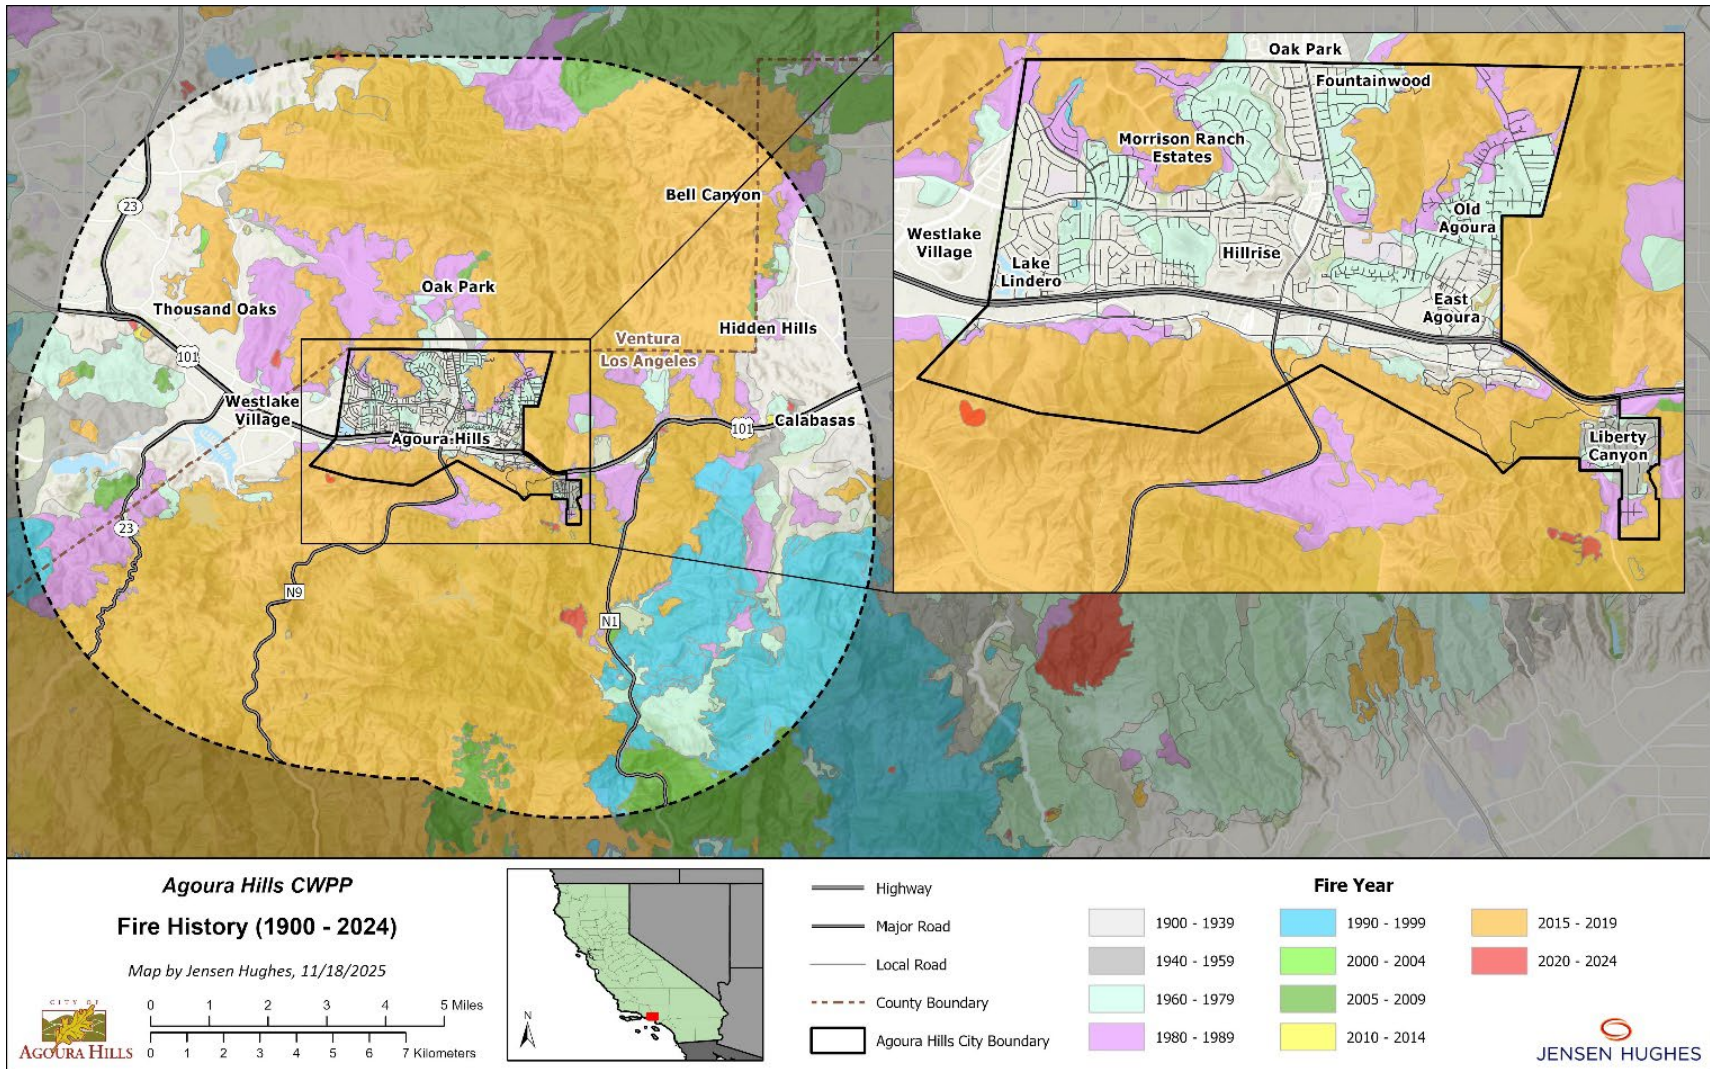 Oak Park
Fountainwood
Morrison Ranch
Estates
Old
Agoura
Westlake
Village
Hillrise
Lake
Lindero
East
Agoura
Liberty
Canyon
23
Bell Canyon
Oak Park
Thousand Oaks
Hidden Hills
Ventura
Los Angeles
101
Westlake
Village
Calabasas
101
Agoura Hills
23
N9
N1
Agoura Hills CWPP
Fire History (1900 - 2024)
Map by Jensen Hughes, 11/18/2025
CITY OF
AGOURA HILLS
0 1 2 3 4 5 Miles
0 1 2 3 4 5 6 7 Kilometers
N
Highway
Major Road
Local Road
County Boundary
Agoura Hills City Boundary
Fire Year
1900 - 1939
1940 - 1959
1960 - 1979
1980 - 1989
1990 - 1999
2000 - 2004
2005 - 2009
2010 - 2014
2015 - 2019
2020 - 2024
JENSEN HUGHES